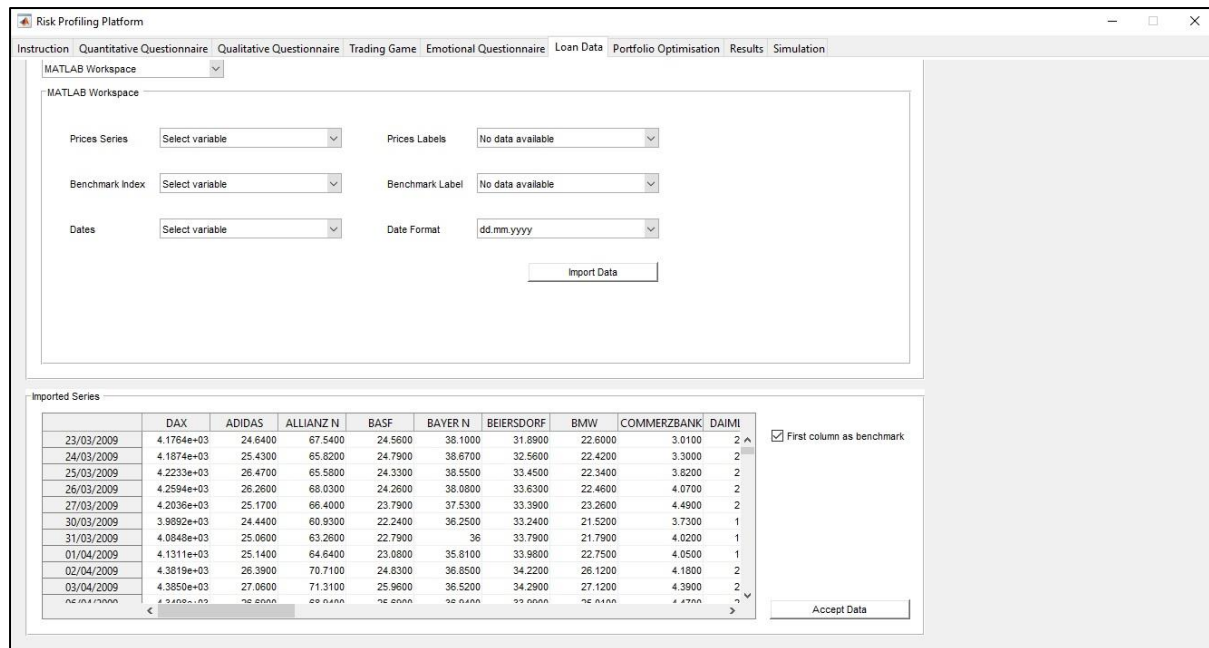 Risk Profiling Platform
Instruction Quantitative Questionnaire Qualitative Questionnaire Trading Game Emotional Questionnaire Loan Data Portfolio Optimisation Results Simulation
MATLAB Workspace
MATLAB Workspace
Prices Series Select variable Prices Labels No data available
Benchmark Index Select variable Benchmark Label No data available
Dates Select variable Date Format dd.mm.yyyy
Import Data
Imported Series
DAX ADIDAS ALLIANZ N BASF BAYER N BEIERSDORF BMW COMMERZBANK DAIML
23/03/2009 4.1764e+03 24.6400 67.5400 24.5600 38.1000 31.8900 22.6000 3.0100 2
First column as benchmark
24/03/2009 4.1874e+03 25.4300 65.8200 24.7900 38.6700 32.5600 22.4200 3.3000 2
25/03/2009 4.2233e+03 26.4700 65.5800 24.3300 38.5500 33.4500 22.3400 3.8200 2
26/03/2009 4.2594e+03 26.2600 68.0300 24.2600 38.0800 33.6300 22.4600 4.0700 2
27/03/2009 4.2036e+03 25.1700 66.4000 23.7900 37.5300 33.3900 23.2600 4.4900 2
30/03/2009 3.9892e+03 24.4400 60.9300 22.2400 36.2500 33.2400 21.5200 3.7300 1
31/03/2009 4.0848e+03 25.0600 63.2600 22.7900 36 33.7900 21.7900 4.0200 1
01/04/2009 4.1311e+03 25.1400 64.6400 23.0800 35.8100 33.9800 22.7500 4.0500 1
02/04/2009 4.3819e+03 26.3900 70.7100 24.8300 36.8500 34.2200 26.1200 4.1800 2
03/04/2009 4.3850e+03 27.0600 71.3100 25.9600 36.5200 34.2900 27.1200 4.3900 2
Accept Data